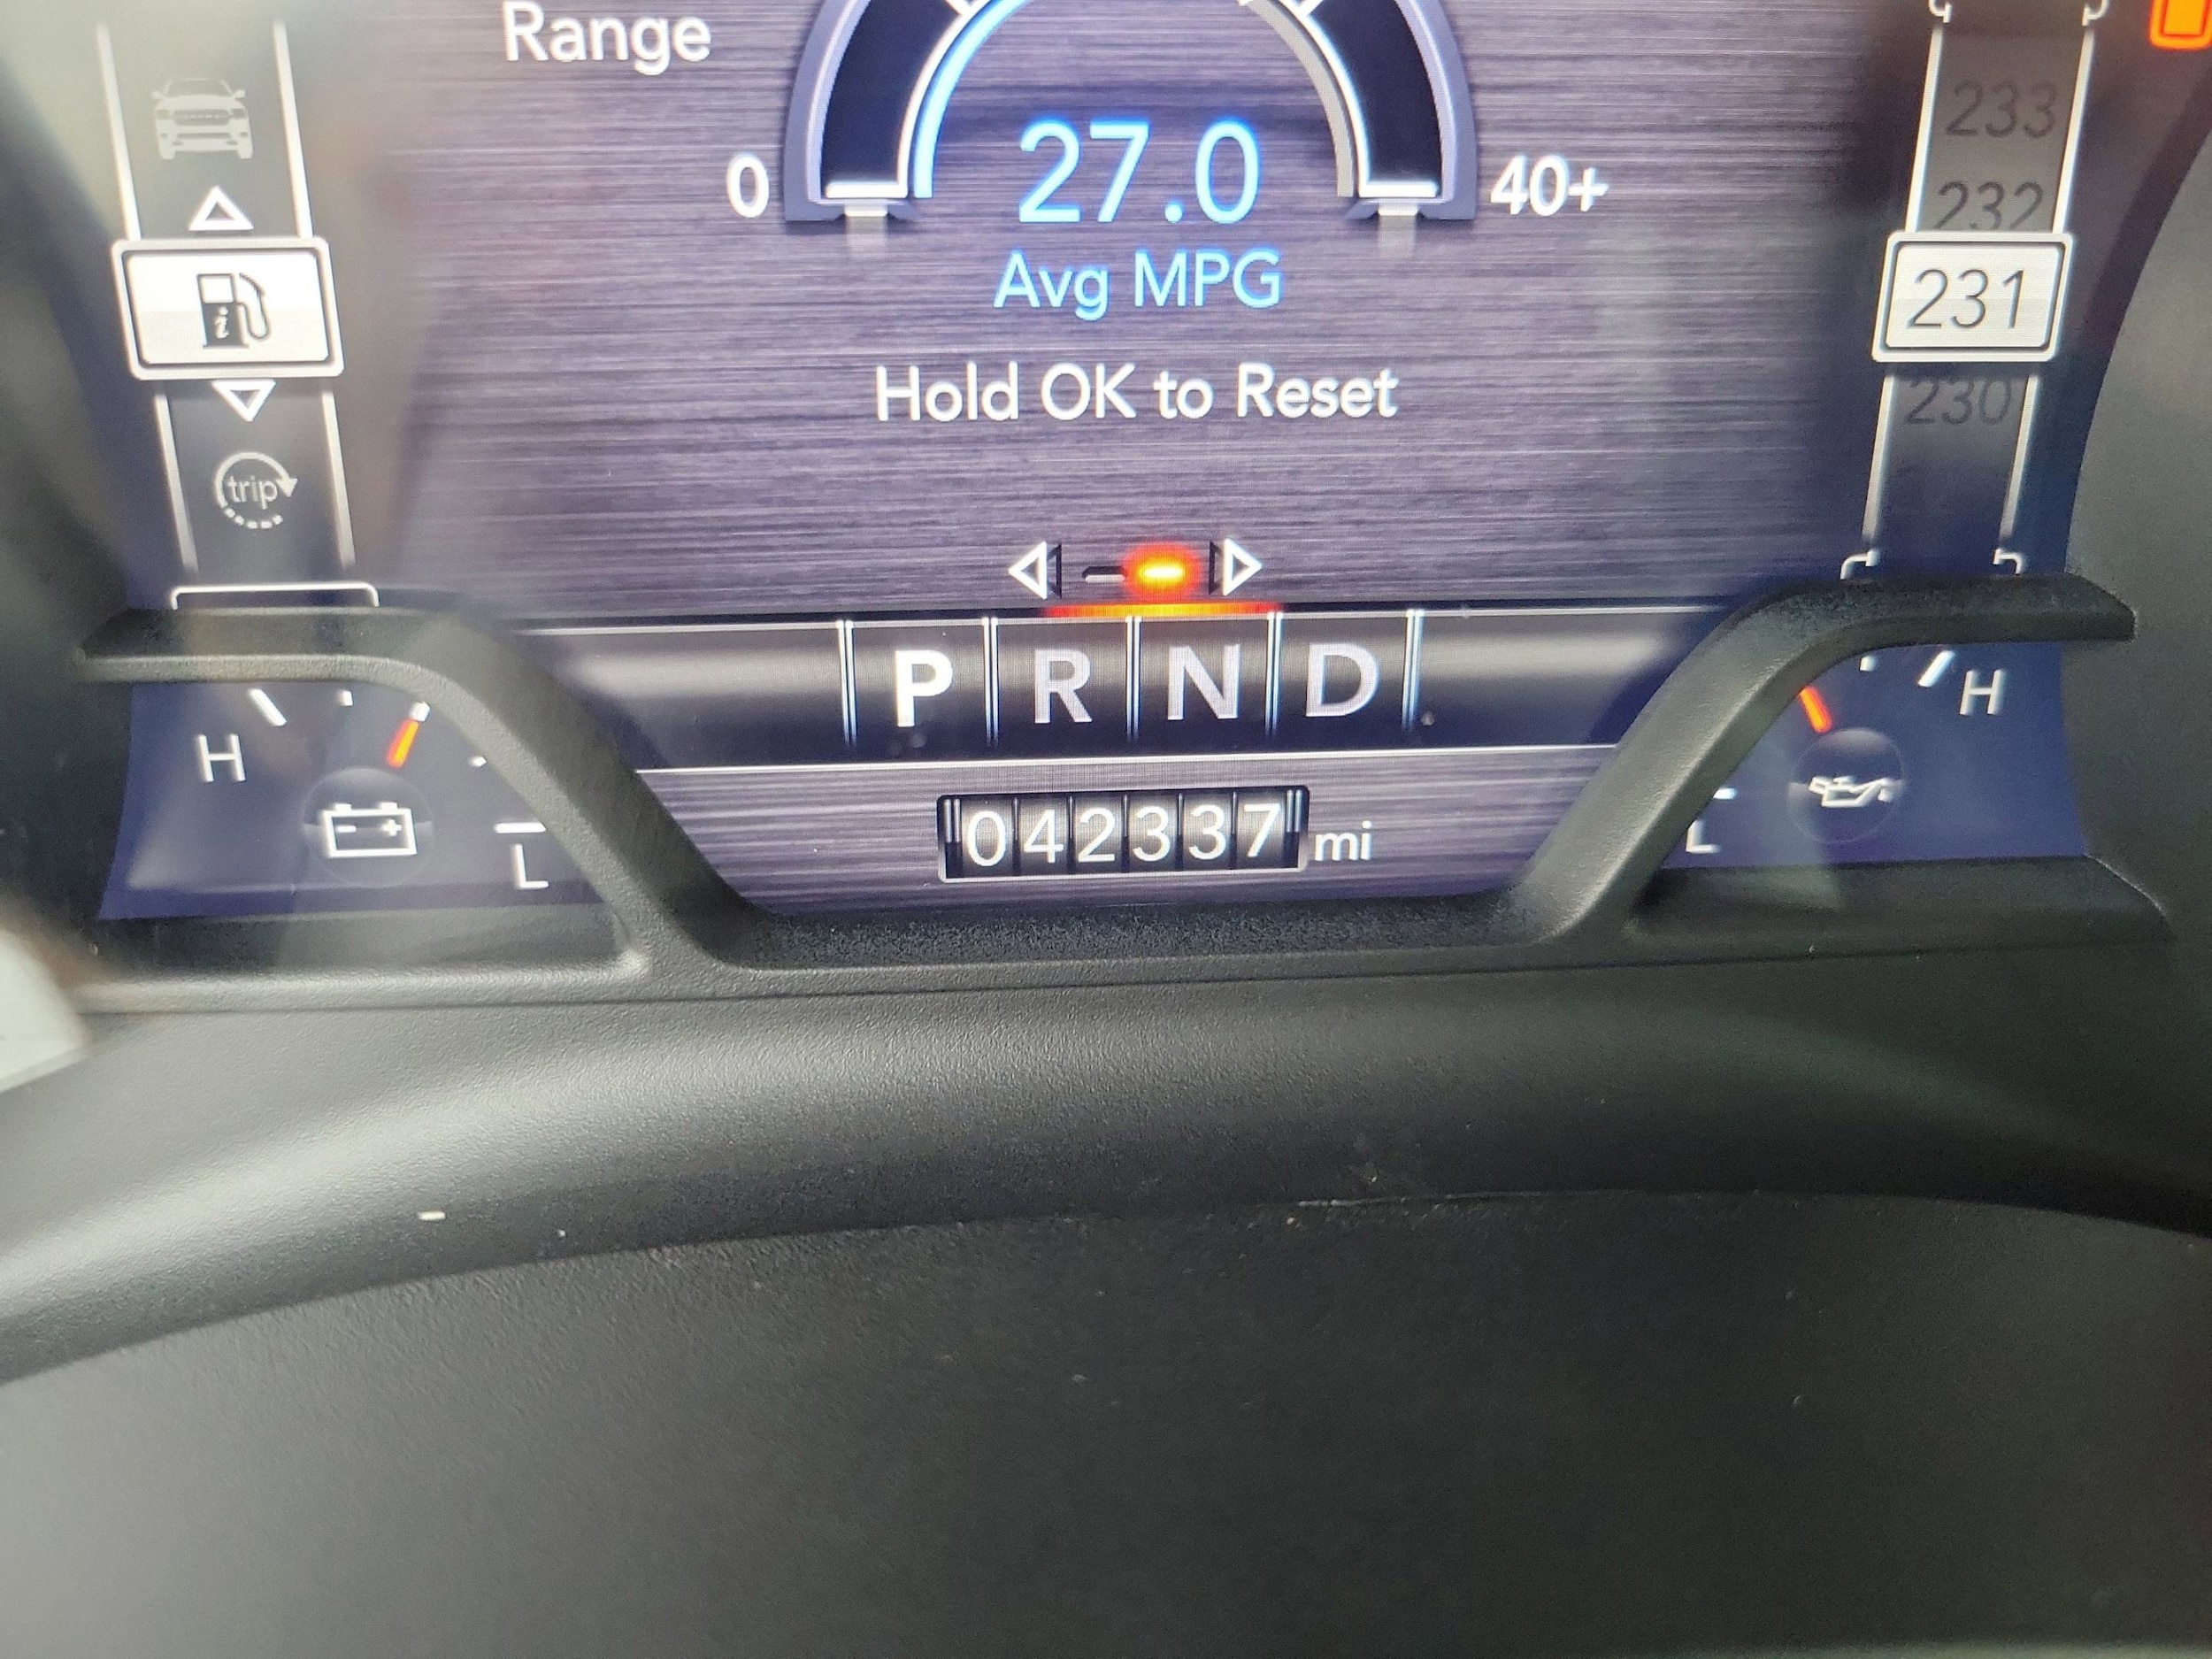 Range
0
27.0
40+
Avg MPG
Hold OK to Reset
i
trip
233
232
231
230
P R N D
H
L
042337 mi
L
H